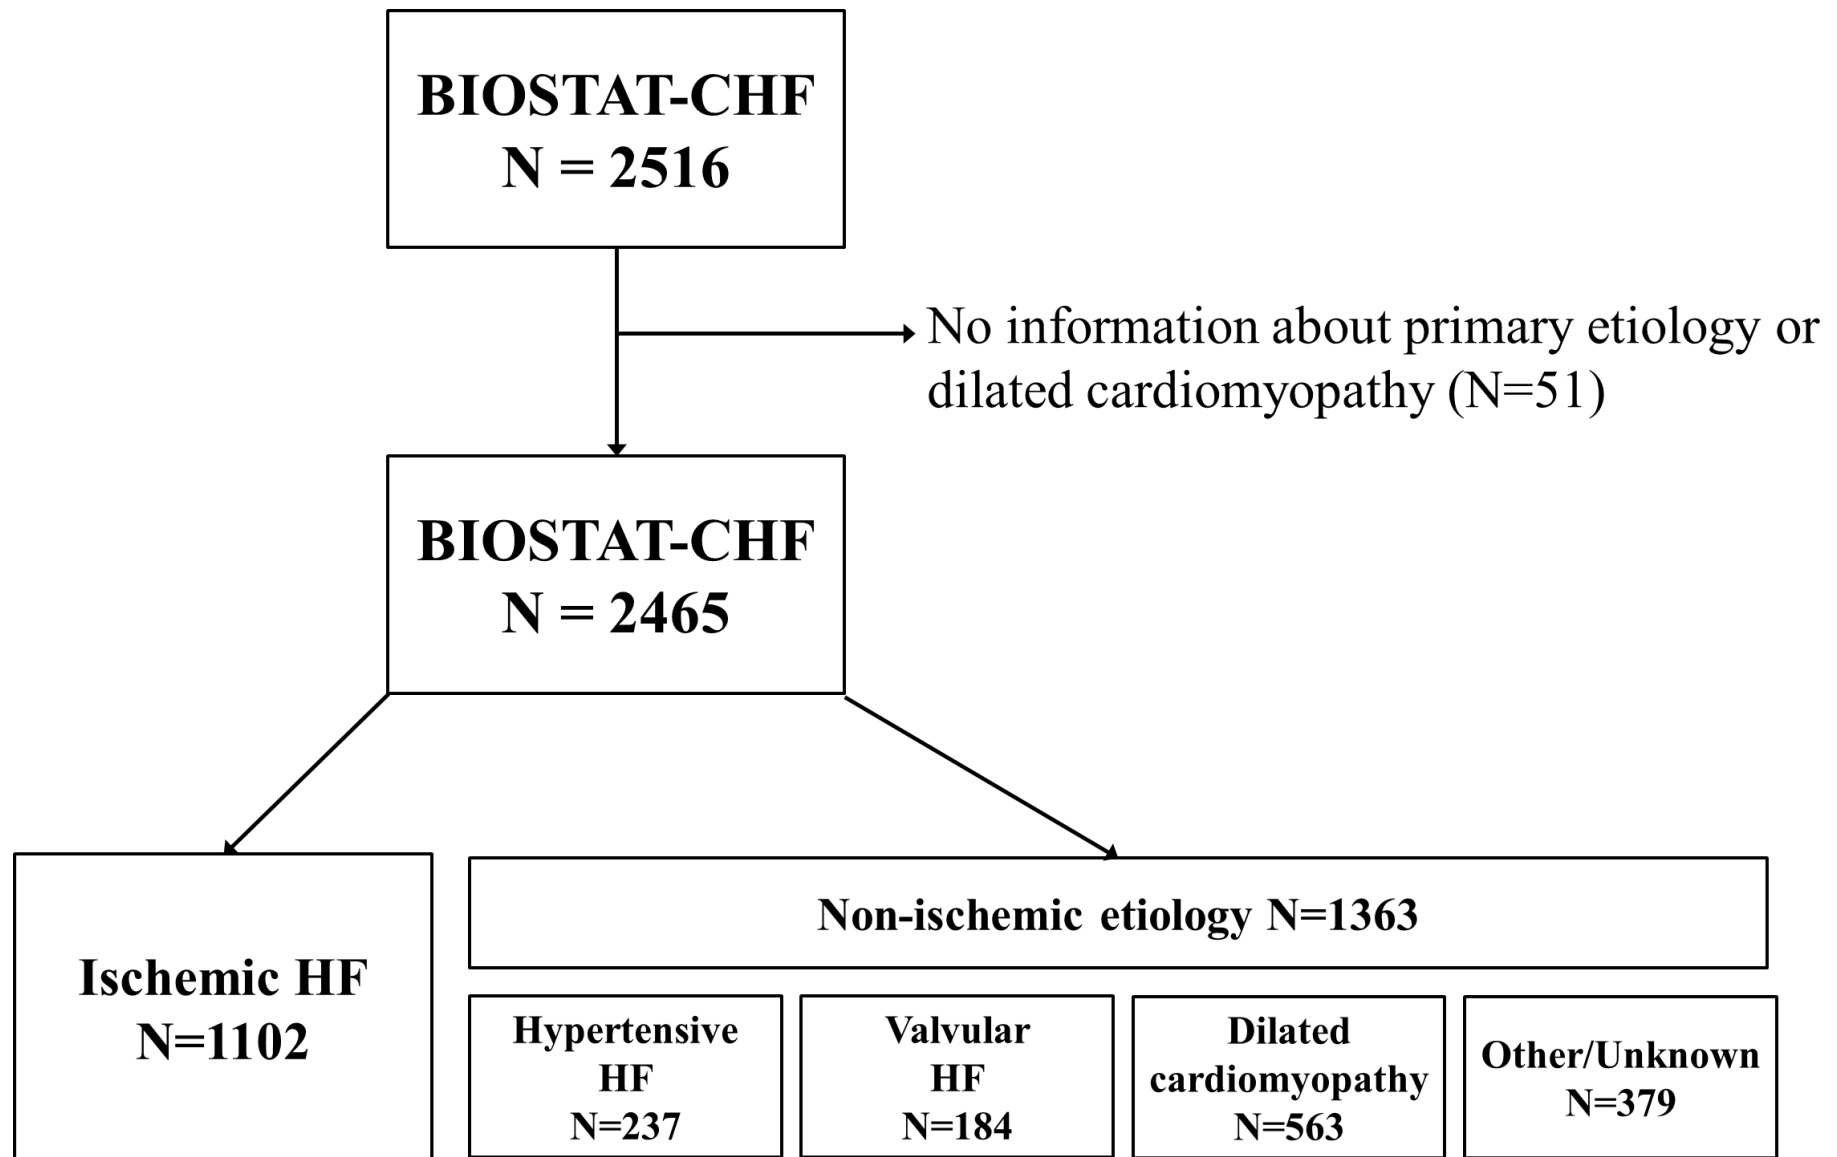 BIOSTAT-CHF
N = 2516
No information about primary etiology or
dilated cardiomyopathy (N=51)
BIOSTAT-CHF
N = 2465
Ischemic HF
N=1102
Non-ischemic etiology N=1363
Hypertensive
HF
N=237
Valvular
HF
N=184
Dilated
cardiomyopathy
N=563
Other/Unknown
N=379